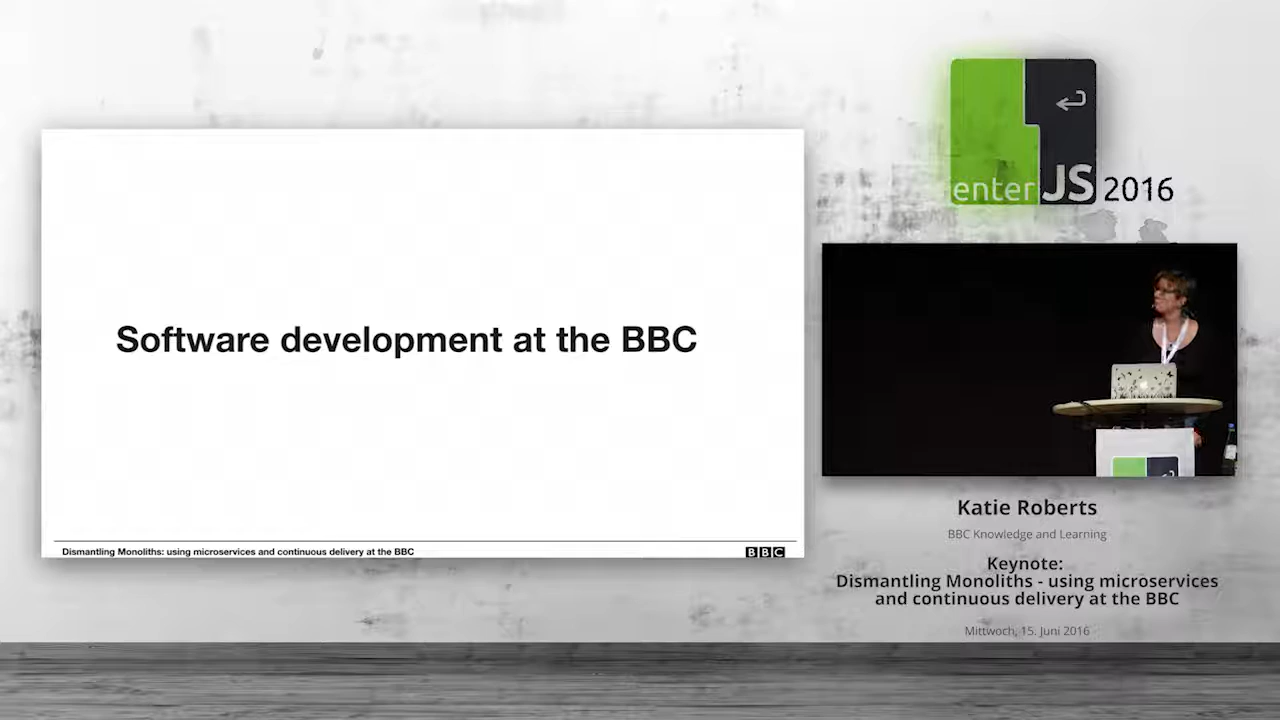 Software development at the BBC
Dismantling Monoliths: using microservices and continuous delivery at the BBC
BBC
enterJS 2016
Katie Roberts
BBC Knowledge and Learning
Keynote:
Dismantling Monoliths - using microservices
and continuous delivery at the BBC
Mittwoch, 15. Juni 2016